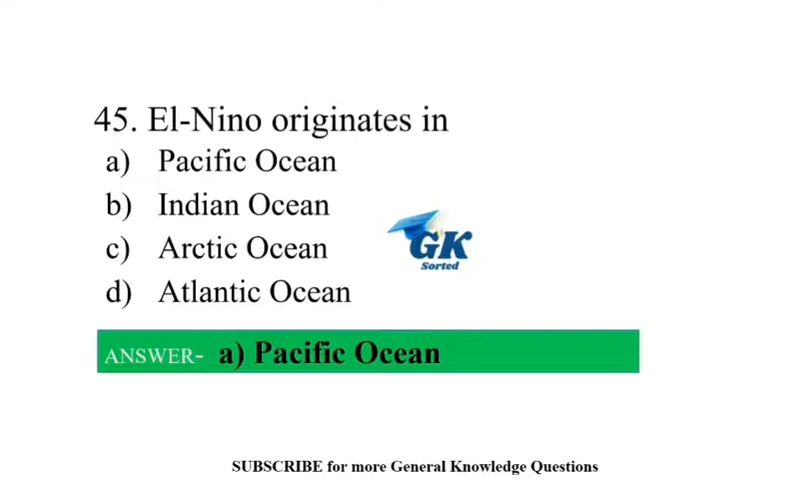 45. El-Nino originates in
a) Pacific Ocean
b) Indian Ocean
c) Arctic Ocean
d) Atlantic Ocean
GK
Sorted
ANSWER- a) Pacific Ocean
SUBSCRIBE for more General Knowledge Questions